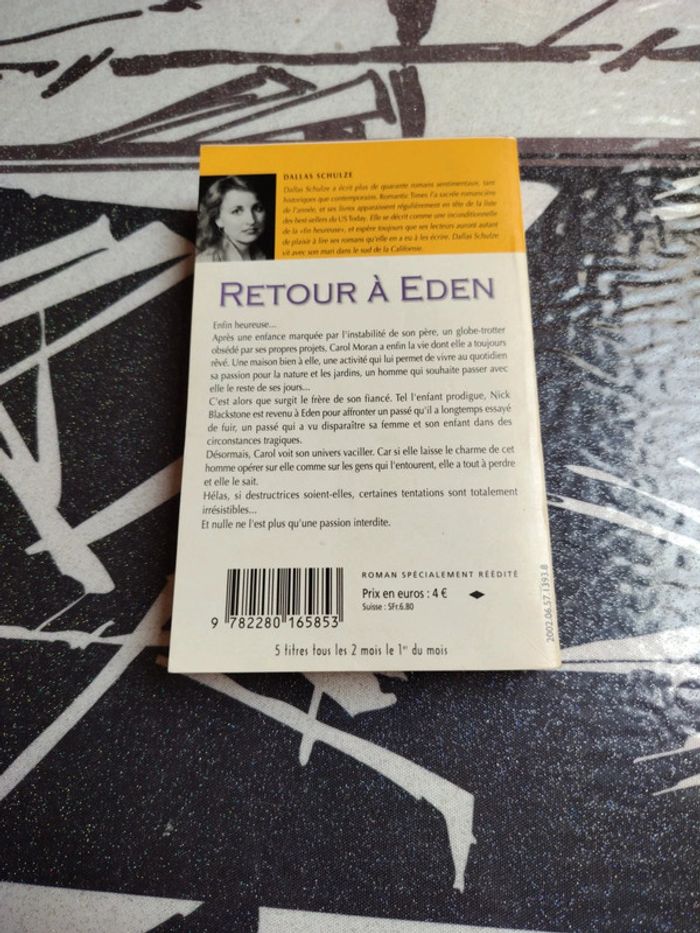 DALLAS SCHULZE
Dallas Schulze a écrit plus de quarante romans sentimentaux, tant
historiques que contemporains. Romantic Times l'a sacrée romancière
de l'année, et ses livres apparaissent régulièrement en tête de la liste
des best-sellers du US Today. Elle se décrit comme une inconditionnelle
de la «fin heureuse», et espère toujours que ses lecteurs auront autant
de plaisir à lire ses romans qu'elle en a eu à les écrire. Dallas Schulze
vit avec son mari dans le sud de la Californie.
RETOUR À EDEN
Enfin heureuse...
Après une enfance marquée par l'instabilité de son père, un globe-trotter
obsédé par ses propres projets, Carol Moran a enfin la vie dont elle a toujours
rêvé. Une maison bien à elle, une activité qui lui permet de vivre au quotidien
sa passion pour la nature et les jardins, un homme qui souhaite passer avec
elle le reste de ses jours...
C'est alors que surgit le frère de son fiancé. Tel l'enfant prodigue, Nick
Blackstone est revenu à Eden pour affronter un passé qu'il a longtemps essayé
de fuir, un passé qui a vu disparaître sa femme et son enfant dans des
circonstances tragiques.
Désormais, Carol voit son univers vaciller. Car si elle laisse le charme de cet
homme opérer sur elle comme sur les gens qui l'entourent, elle a tout à perdre
et elle le sait.
Hélas, si destructrices soient-elles, certaines tentations sont totalement
irrésistibles...
Et nulle ne l'est plus qu'une passion interdite.
ROMAN SPÉCIALEMENT RÉÉDITÉ
Prix en euros : 4 €
Suisse : SFr.6.80
9 782280 165853
5 titres tous les 2 mois le 1er du mois
2002.06.57.1393.8